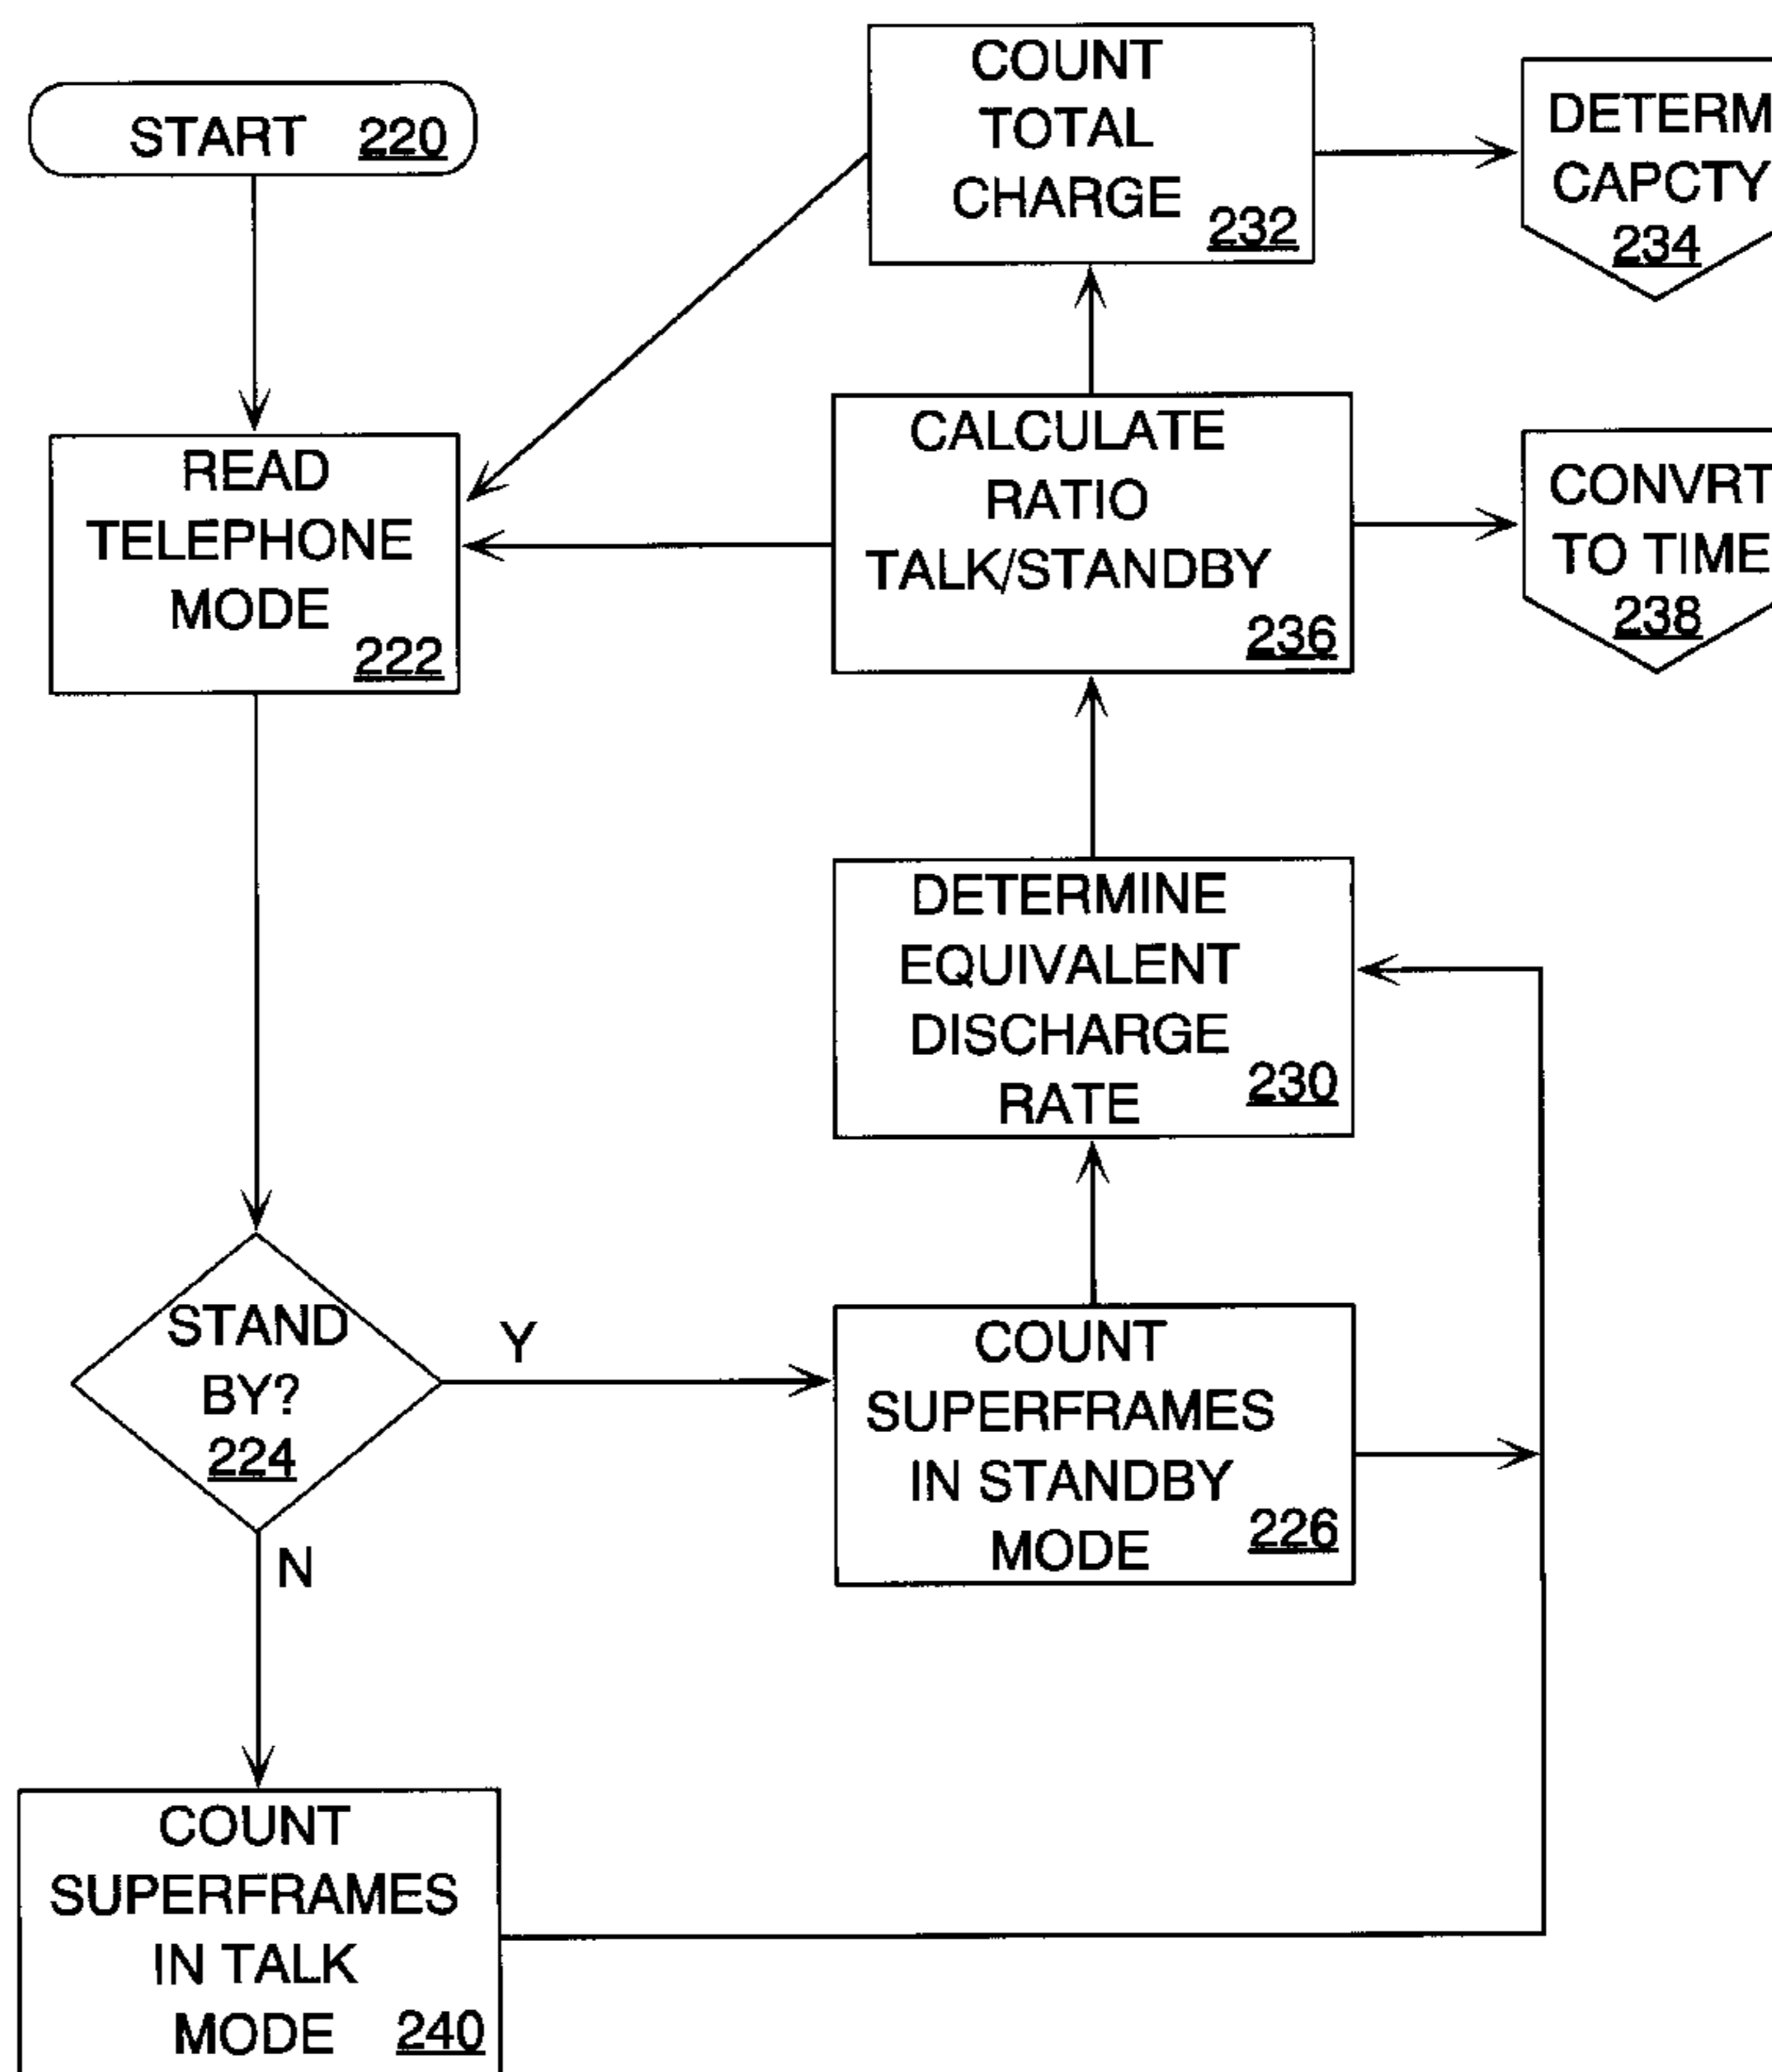 START 220
READ
TELEPHONE
MODE
222
STAND
BY?
224
Y
N
COUNT
SUPERFRAMES
IN TALK
MODE 240
COUNT
SUPERFRAMES
IN STANDBY
MODE 226
DETERMINE
EQUIVALENT
DISCHARGE
RATE 230
CALCULATE
RATIO
TALK/STANDBY
236
COUNT
TOTAL
CHARGE 232
DETERM
CAPCTY
234
CONVRT
TO TIME
238